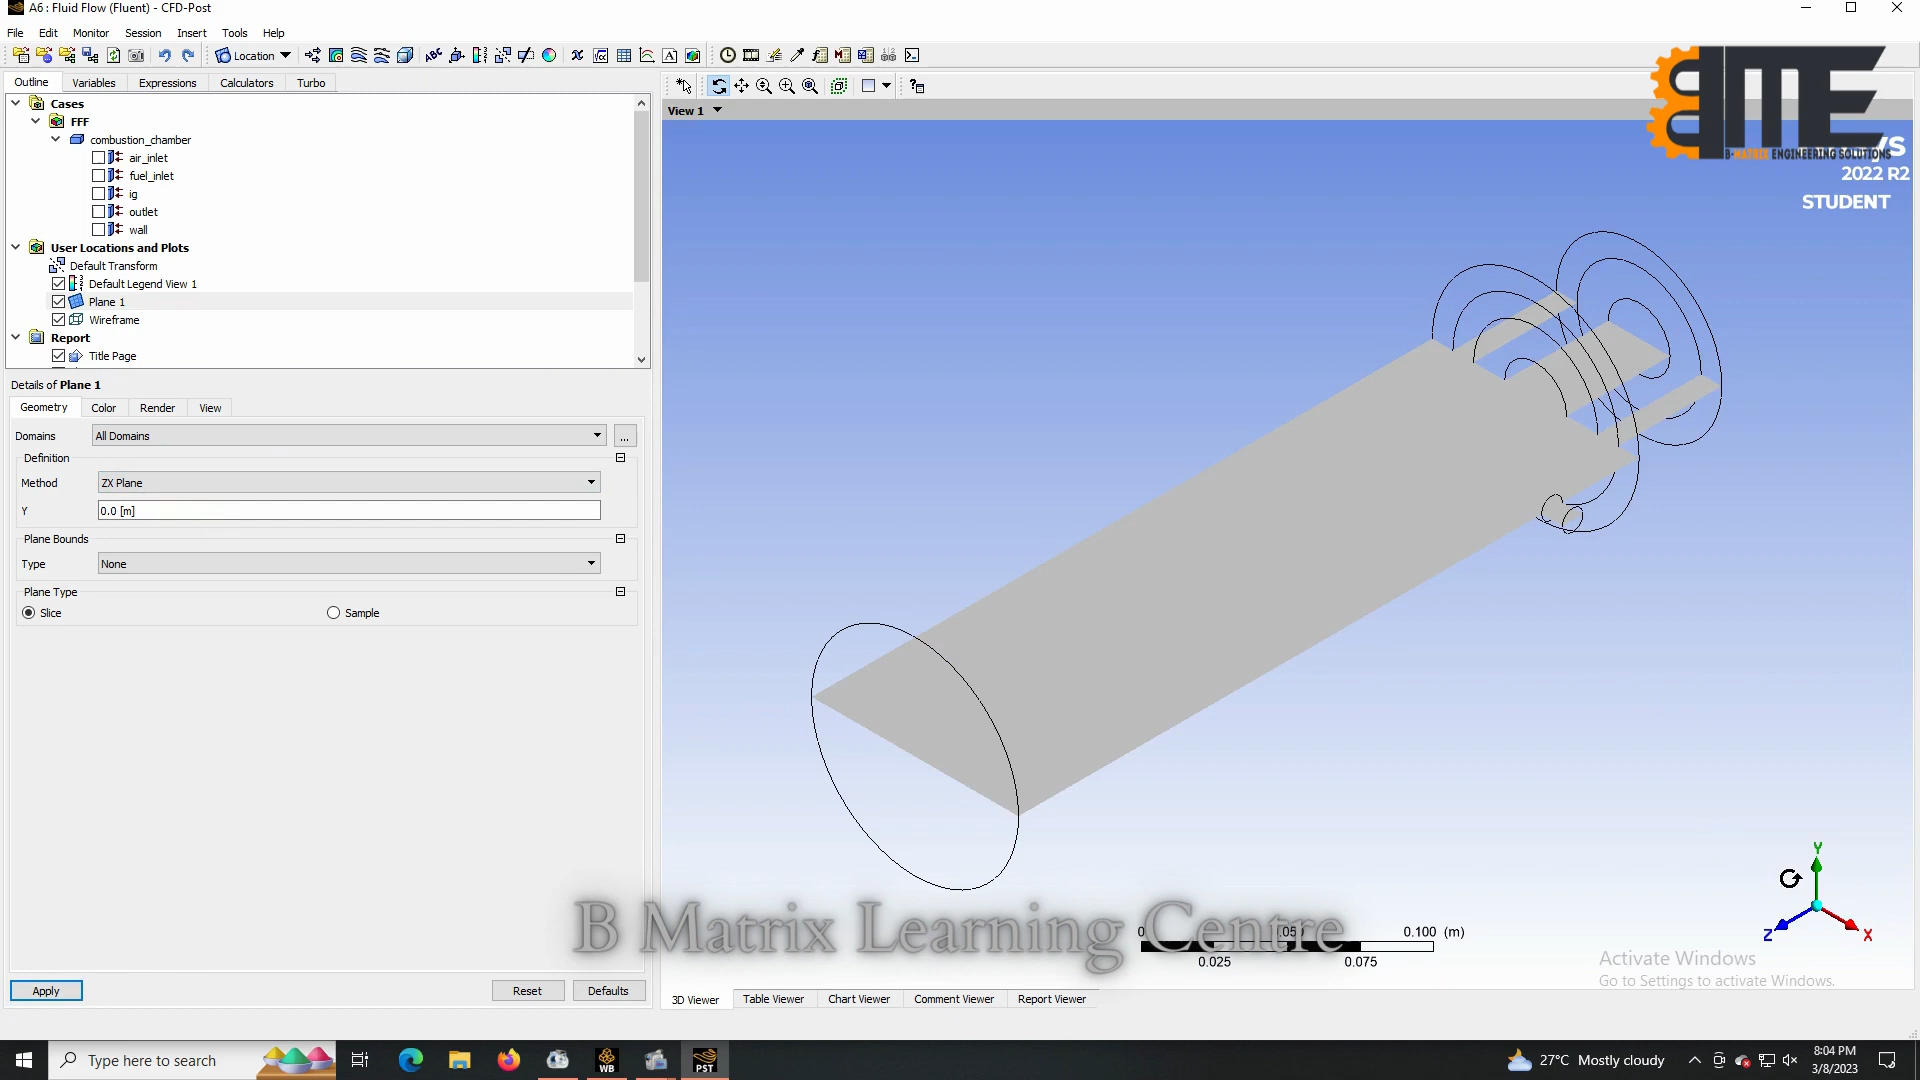 A6 : Fluid Flow (Fluent) - CFD-Post
File Edit Monitor Session Insert Tools Help
Location
Outline Variables Expressions Calculators Turbo
Cases
FFF
combustion_chamber
air_inlet
fuel_inlet
ig
outlet
wall
User Locations and Plots
Default Transform
Default Legend View 1
Plane 1
Wireframe
Report
Title Page
Details of Plane 1
Geometry Color Render View
Domains All Domains ...
Definition
Method ZX Plane
Y 0.0 [m]
Plane Bounds
Type None
Plane Type
Slice Sample
Apply Reset Defaults
View 1
BME
B-MATRIX ENGINEERING SOLUTIONS
2022 R2
STUDENT
Y
Z X
B Matrix Learning Centre
0 0.050 0.100 (m)
0.025 0.075
Activate Windows
Go to Settings to activate Windows.
3D Viewer Table Viewer Chart Viewer Comment Viewer Report Viewer
Type here to search
WB
PST
27°C Mostly cloudy
8:04 PM
3/8/2023